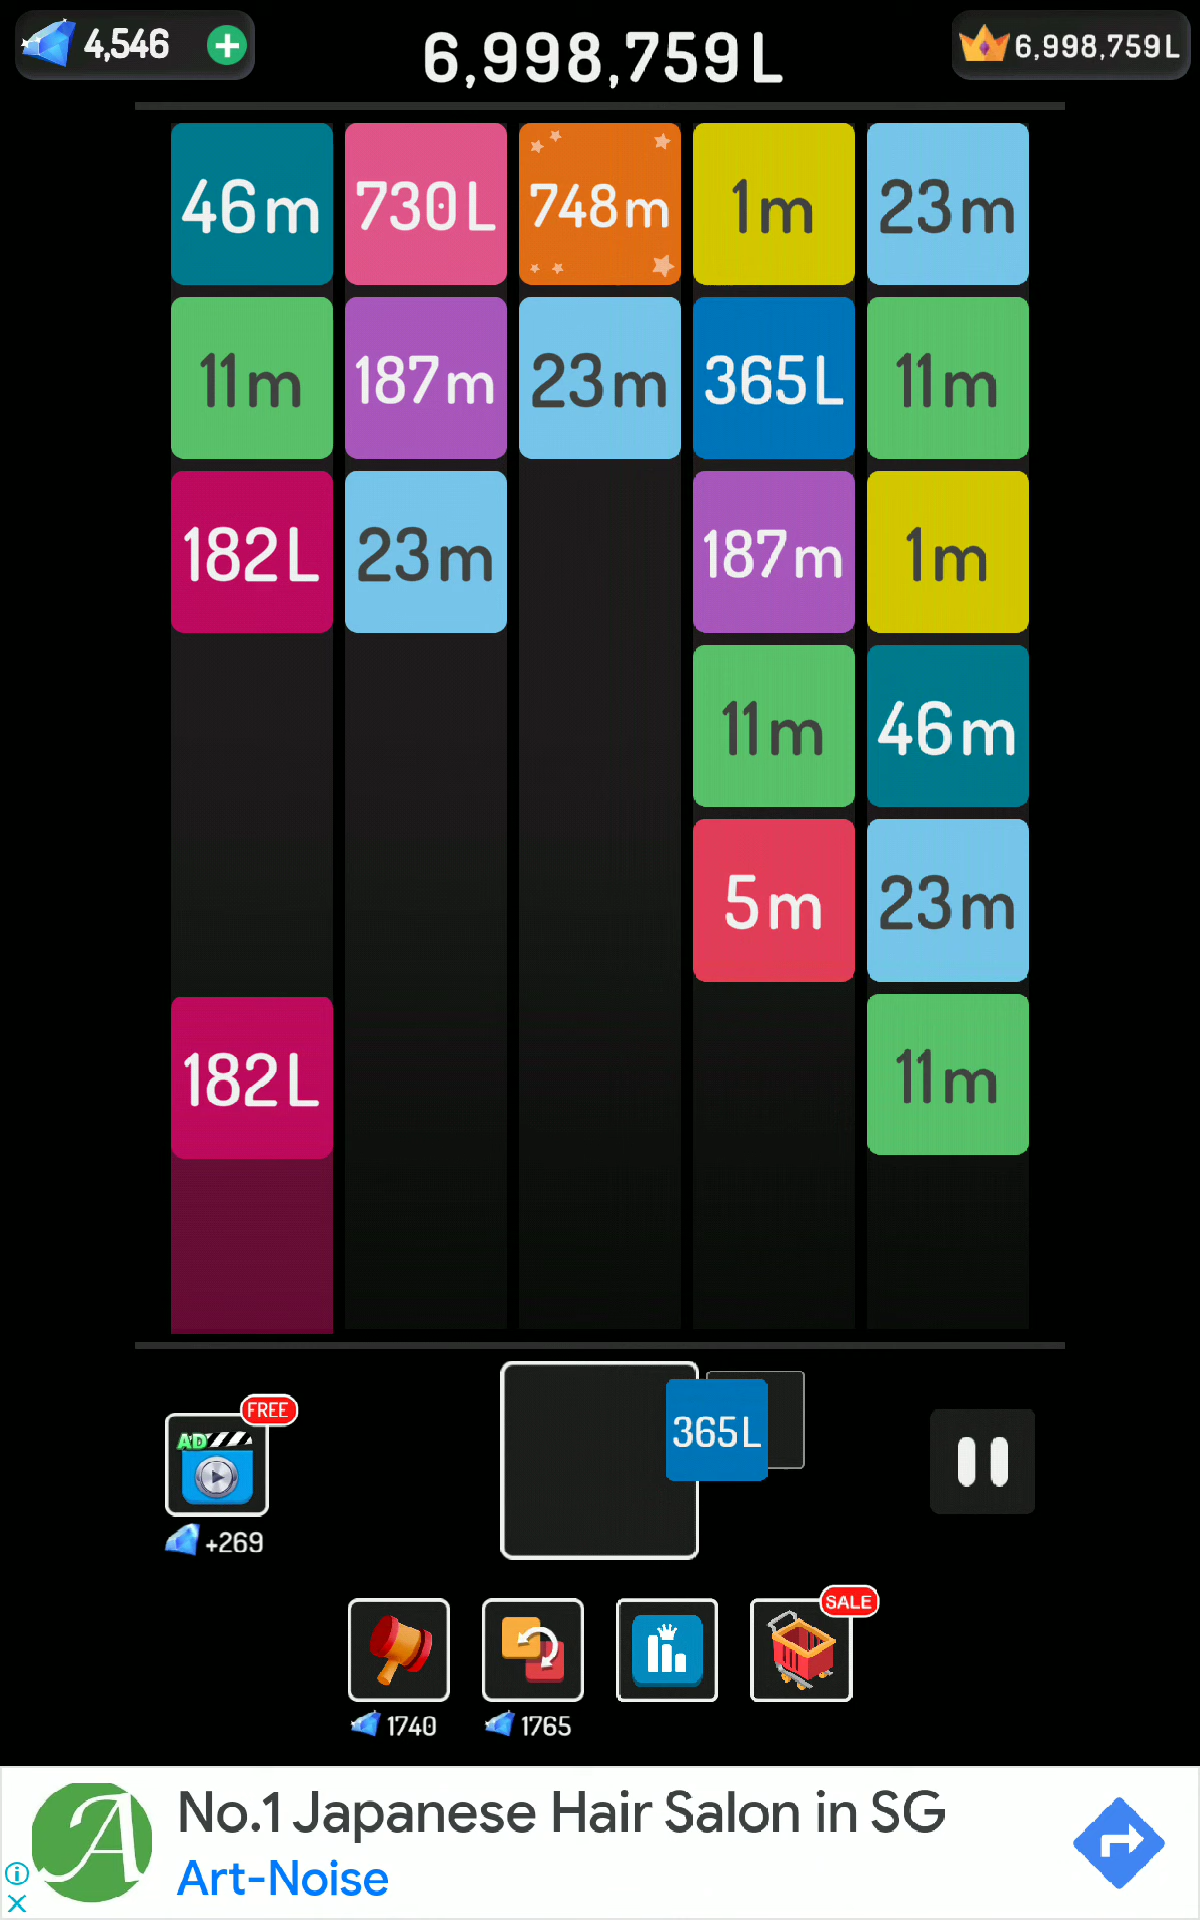 4,546
6,998,759L
6,998,759L
46m 730L 748m 1m 23m
11m 187m 23m 365L 11m
182L 23m 187m 1m
11m 46m
5m 23m
182L 11m
365L
FREE
AD
+269
SALE
1740 1765
No.1 Japanese Hair Salon in SG
Art-Noise
A